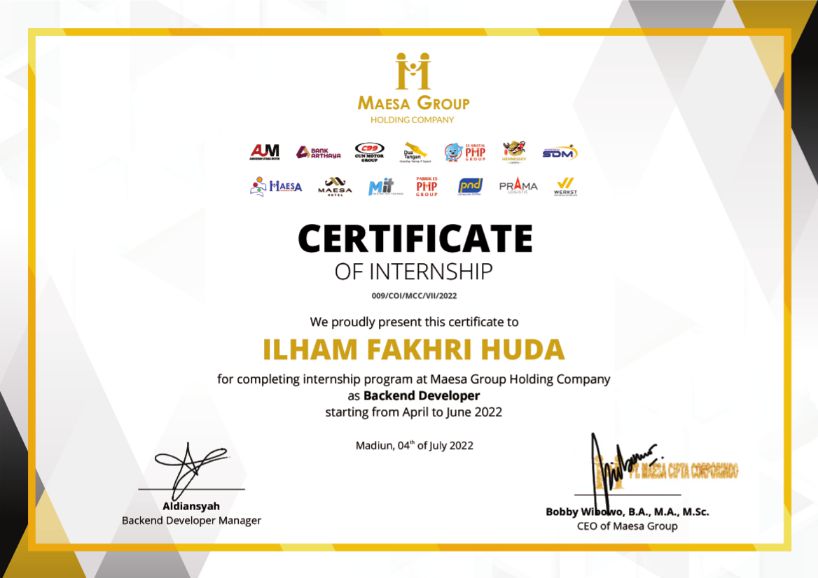 MAESA GROUP
HOLDING COMPANY
AUM
BANK ARTHAYA
C99
GUN MOTOR
GROUP
Dua Tangan
PHP
GROUP
SDM
MAESA
MAESA
HOTEL
Mit
PHP
GROUP
pnd
PRAMA
LOGISTIC
WERKST
CERTIFICATE
OF INTERNSHIP
009/COI/MCC/VII/2022
We proudly present this certificate to
ILHAM FAKHRI HUDA
for completing internship program at Maesa Group Holding Company
as Backend Developer
starting from April to June 2022
Madiun, 04th of July 2022
PT. MAESA CIPTA CORPORINDO
Aldiansyah
Backend Developer Manager
Bobby Wibowo, B.A., M.A., M.Sc.
CEO of Maesa Group